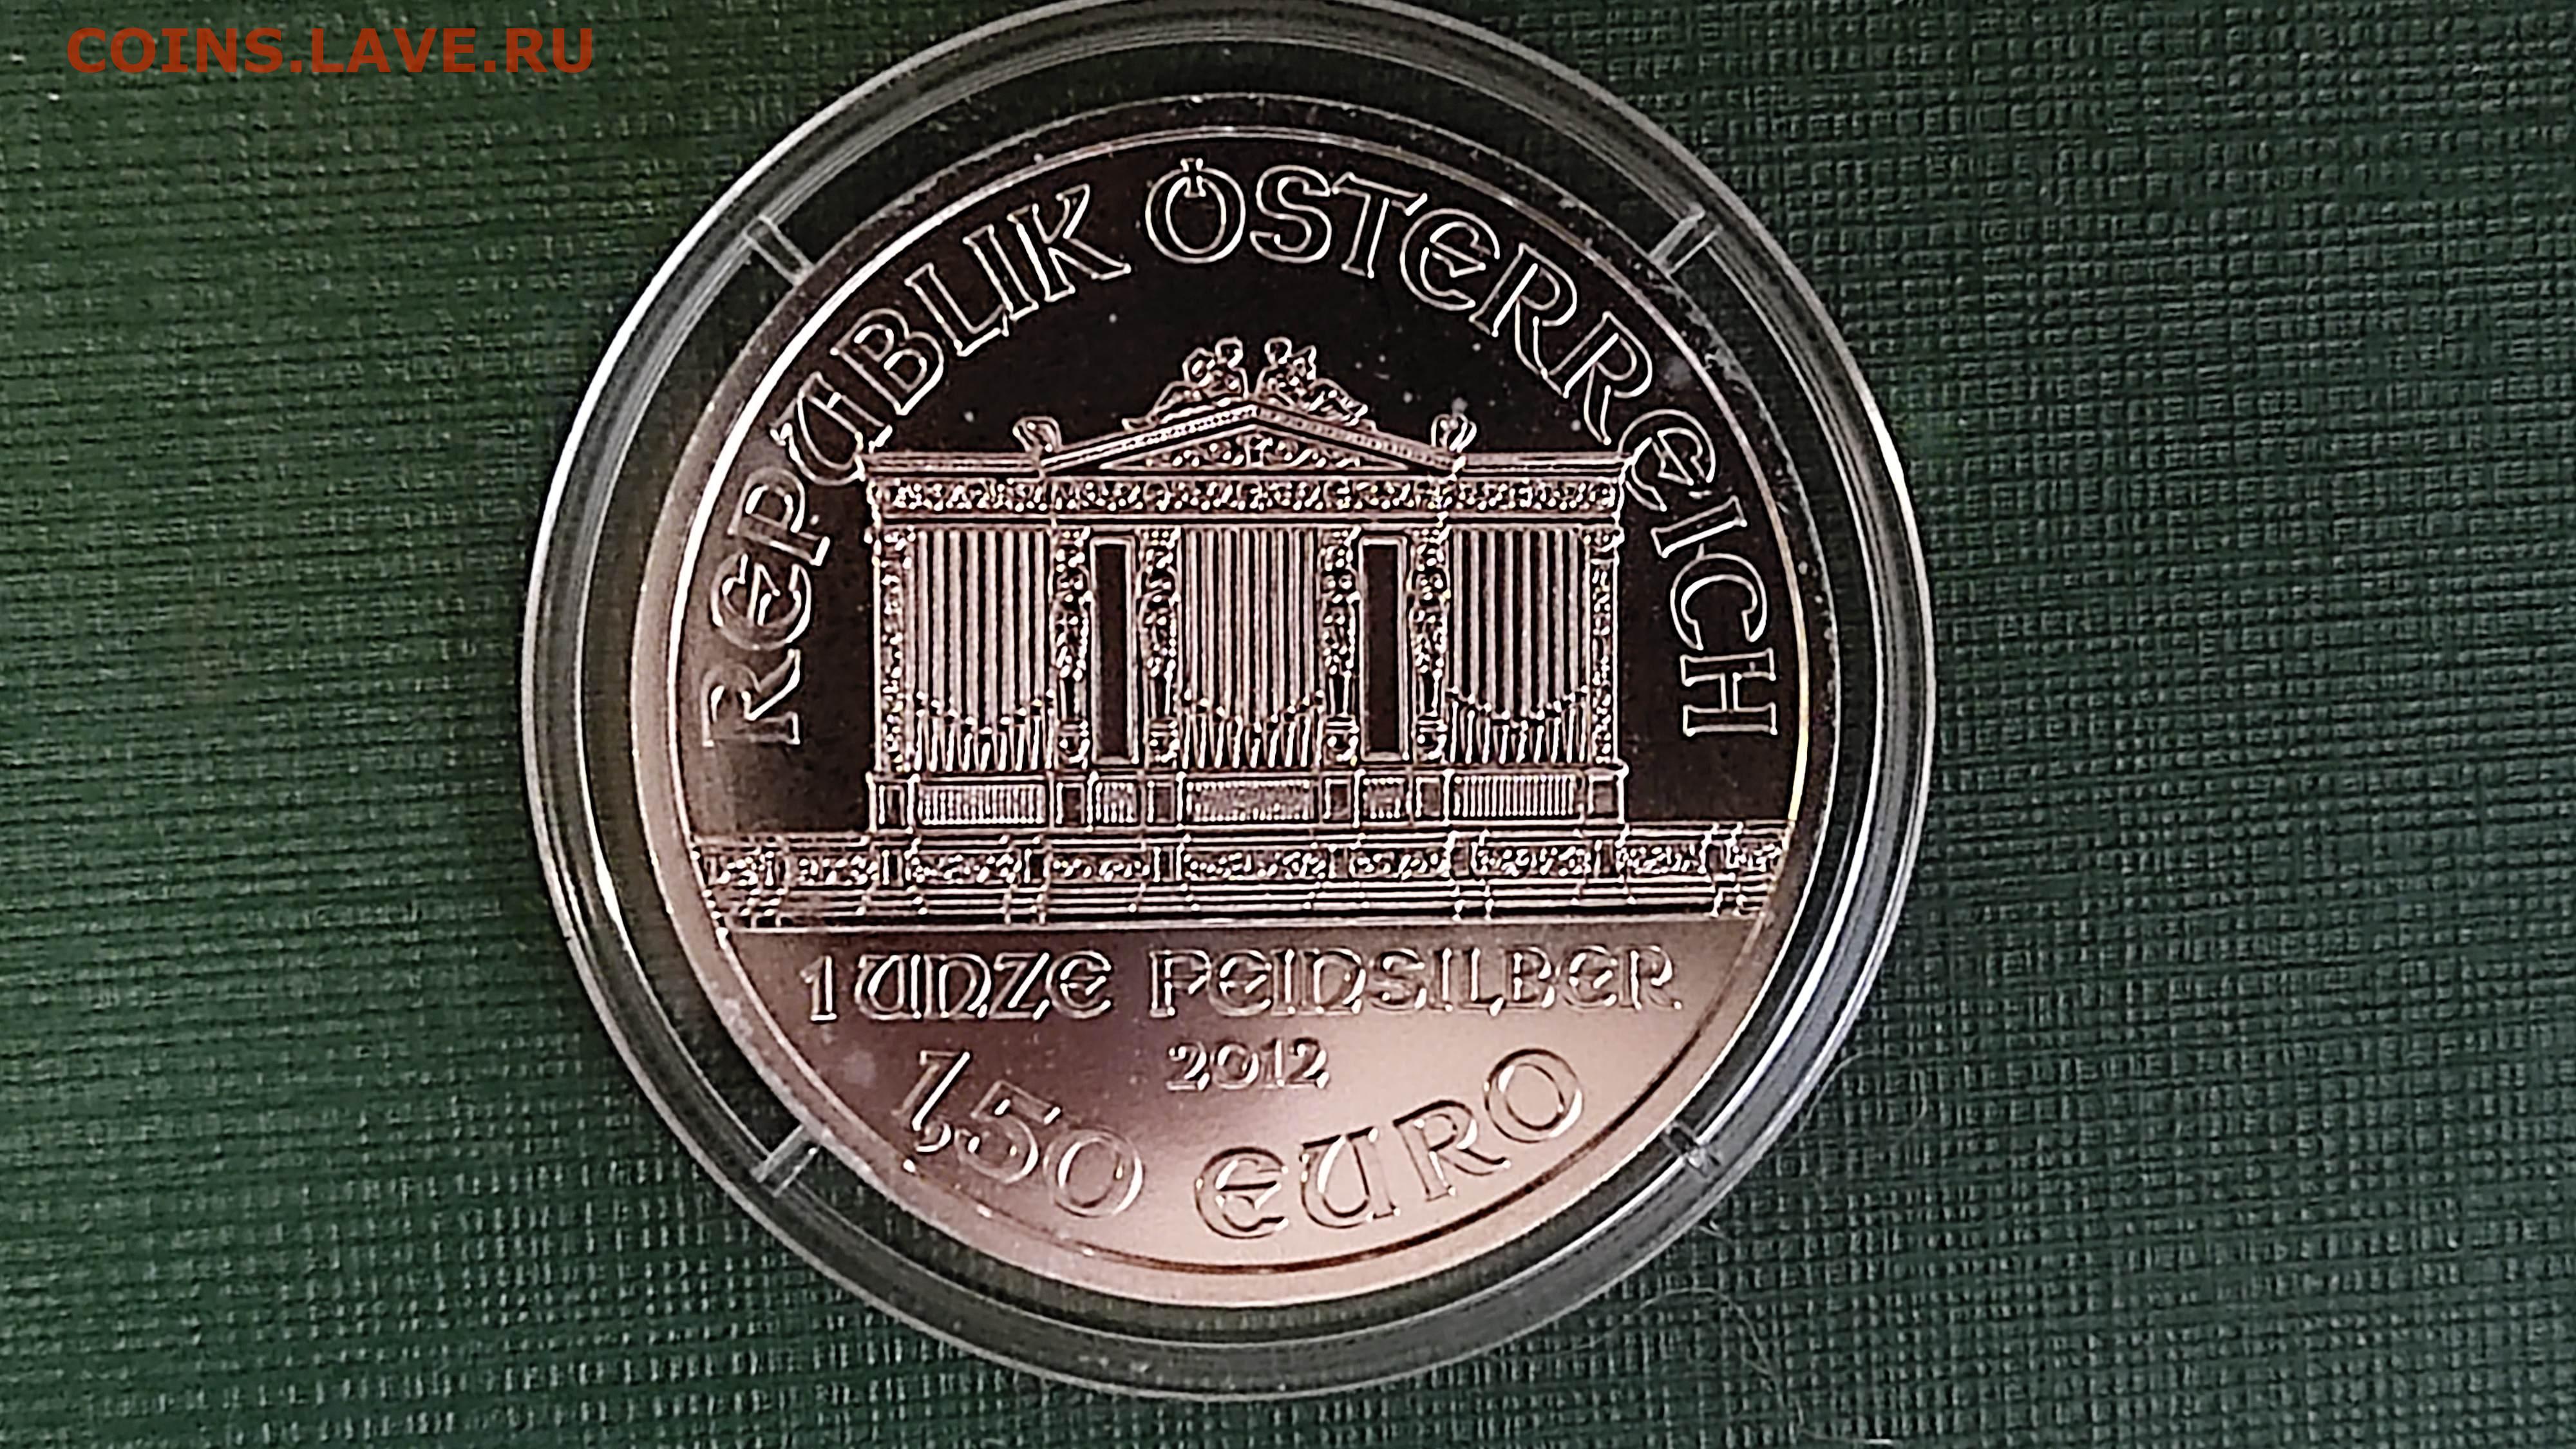 COINS.LAVE.RU
REPUBLIK ÖSTERREICH
1 UNZE FEINSILBER
2012
1,50 EURO